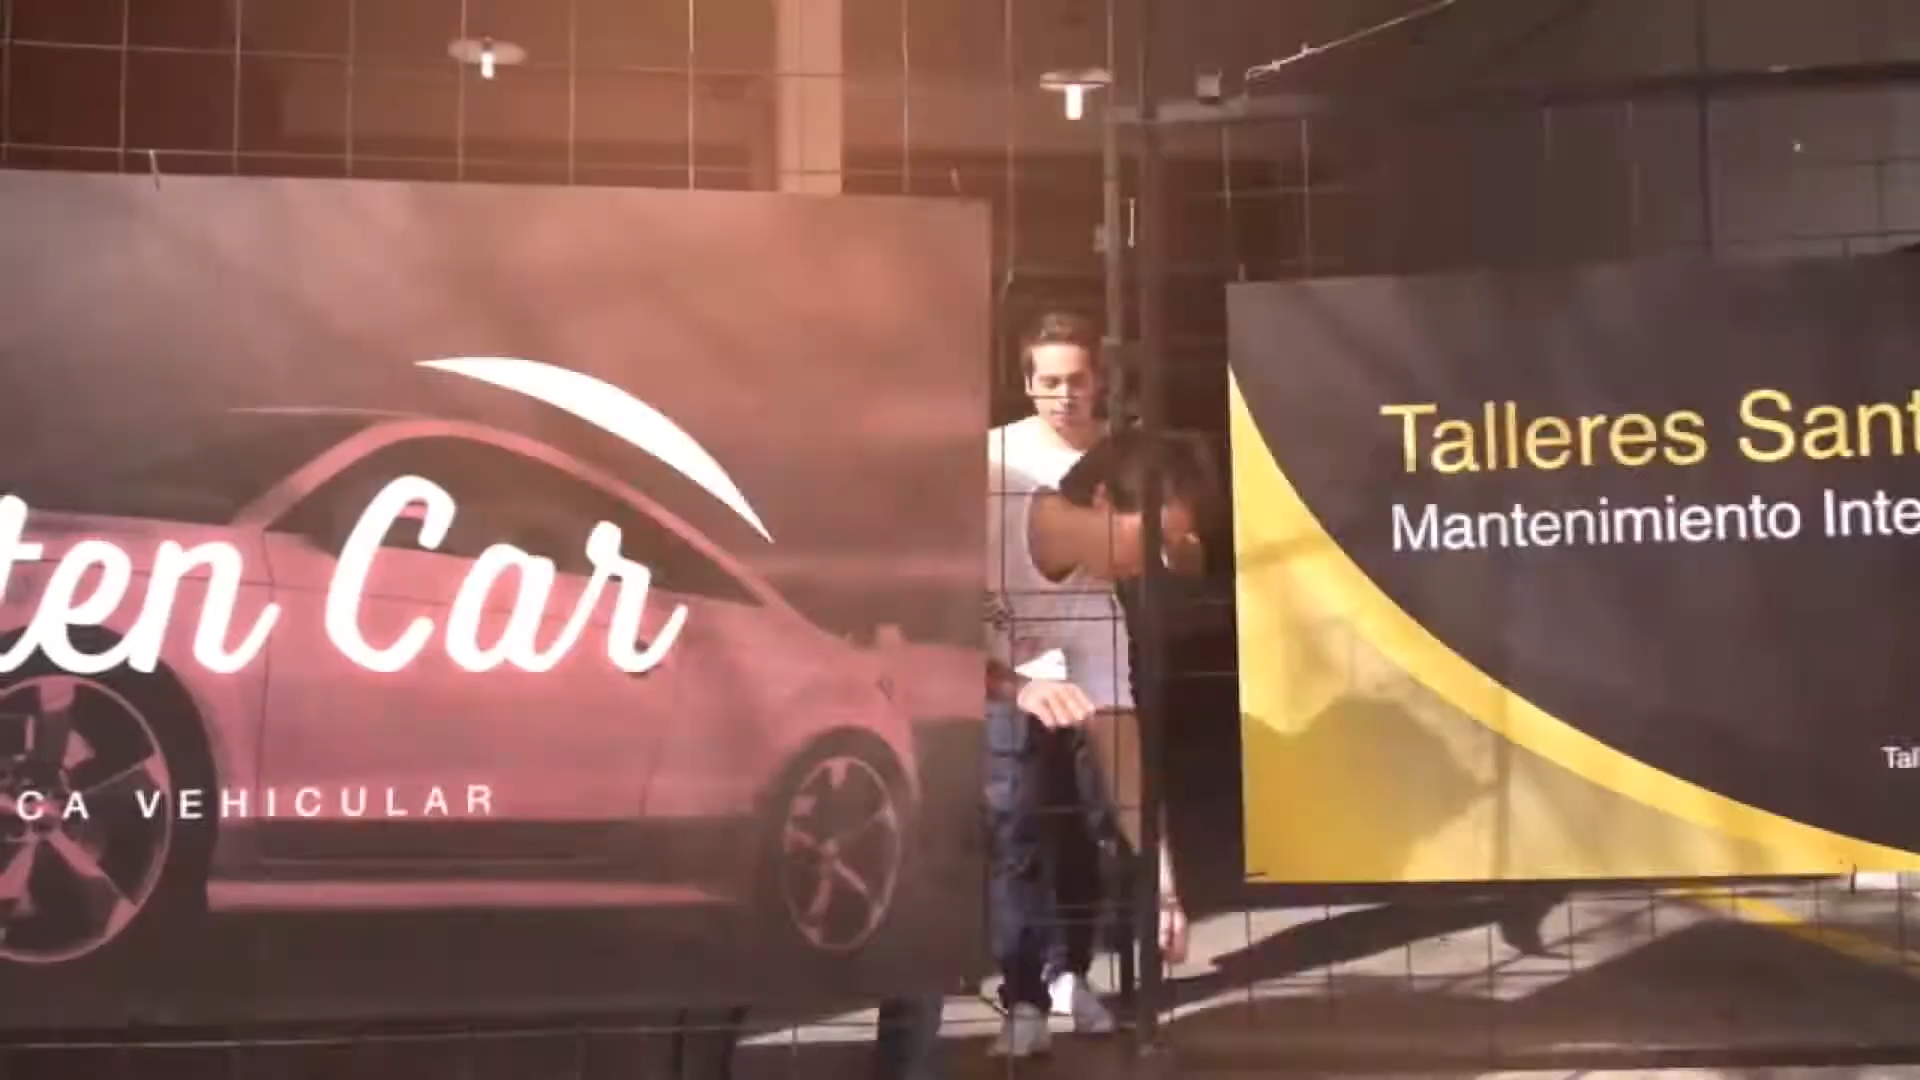 ten Car
CA VEHICULAR
Talleres Sant
Mantenimiento Inte
Tal